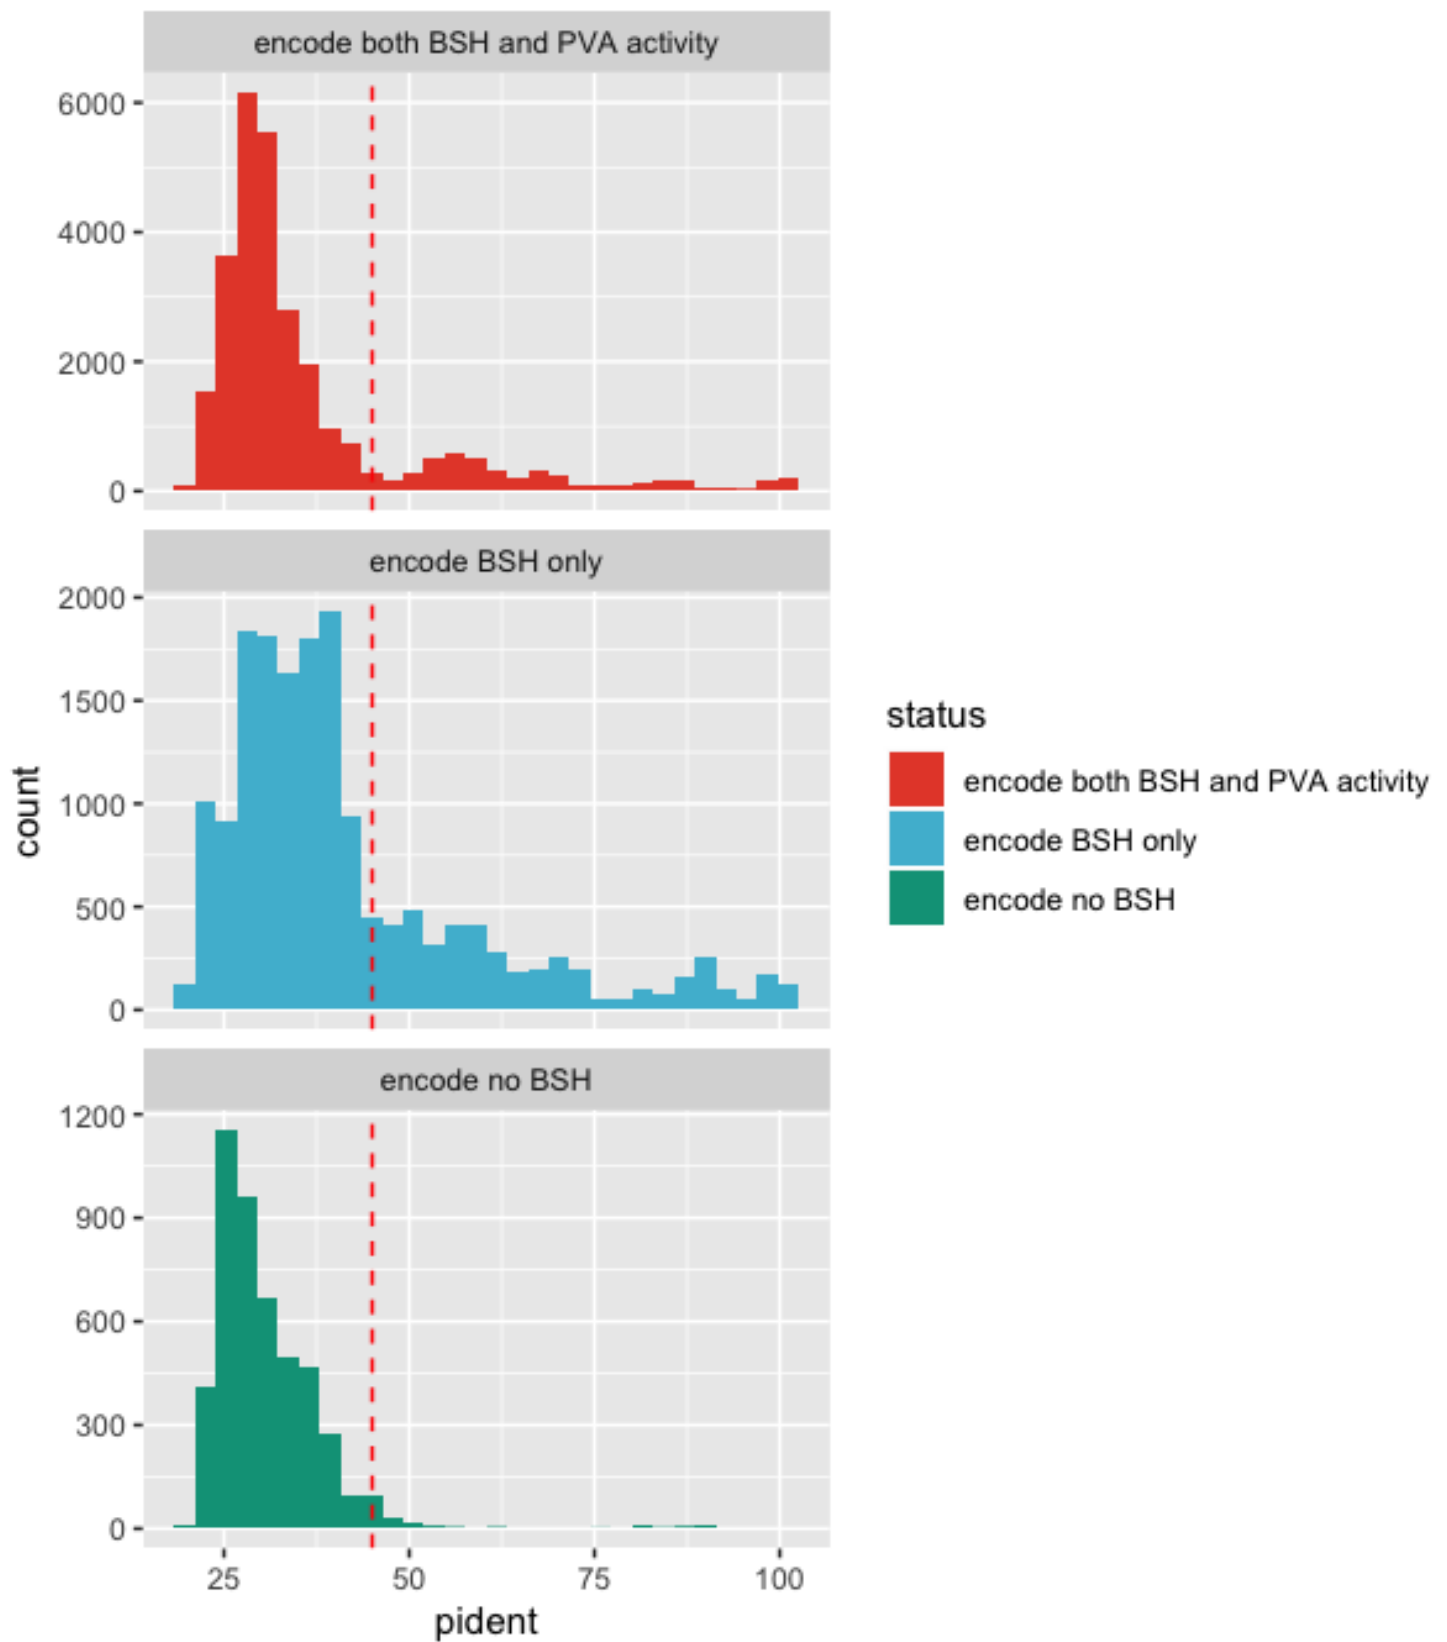 encode both BSH and PVA activity
6000
4000
2000
0
encode BSH only
2000
1500
1000
500
0
encode no BSH
1200
900
600
300
0
25 50 75 100
pident
count
status
encode both BSH and PVA activity
encode BSH only
encode no BSH